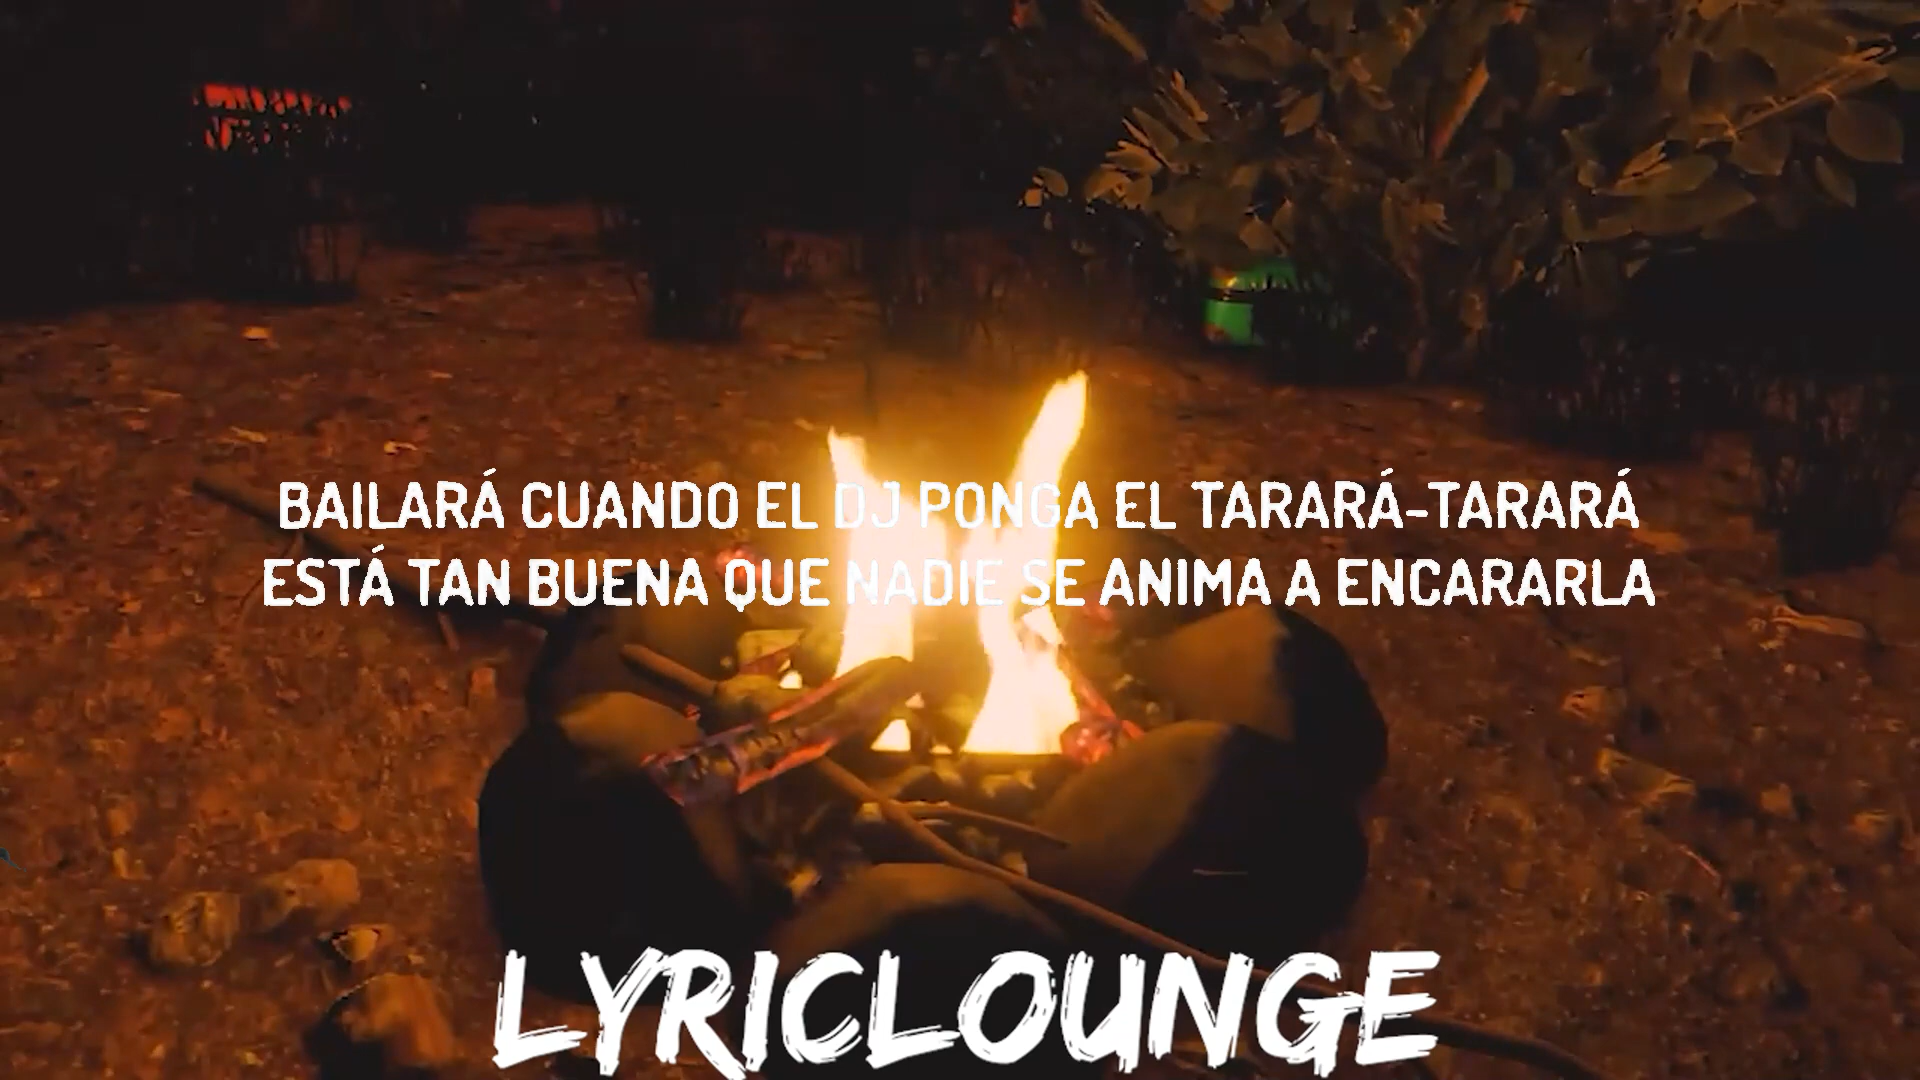 BAILARÁ CUANDO EL DJ PONGA EL TARARÁ-TARARÁ
ESTÁ TAN BUENA QUE NADIE SE ANIMA A ENCARARLA
LYRICLOUNGE